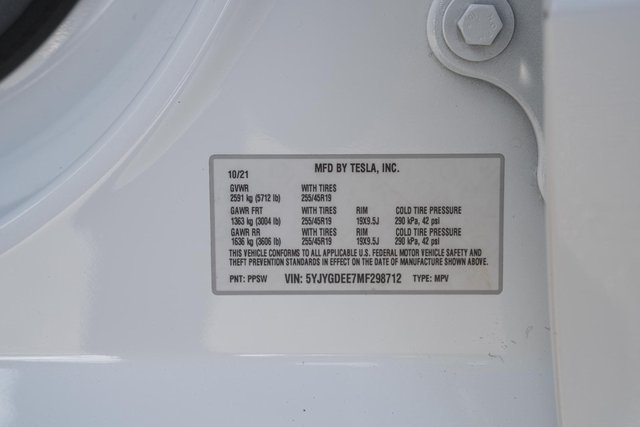 10/21 MFD BY TESLA, INC.
GVWR WITH TIRES
2591 kg (5712 lb) 255/45R19
GAWR FRT WITH TIRES RIM COLD TIRE PRESSURE
1363 kg (3004 lb) 255/45R19 19X9.5J 290 kPa, 42 psi
GAWR RR WITH TIRES RIM COLD TIRE PRESSURE
1636 kg (3606 lb) 255/45R19 19X9.5J 290 kPa, 42 psi
THIS VEHICLE CONFORMS TO ALL APPLICABLE U.S. FEDERAL MOTOR VEHICLE SAFETY AND
THEFT PREVENTION STANDARDS IN EFFECT ON THE DATE OF MANUFACTURE SHOWN ABOVE.
PNT: PPSW VIN: 5YJYGDEE7MF298712 TYPE: MPV